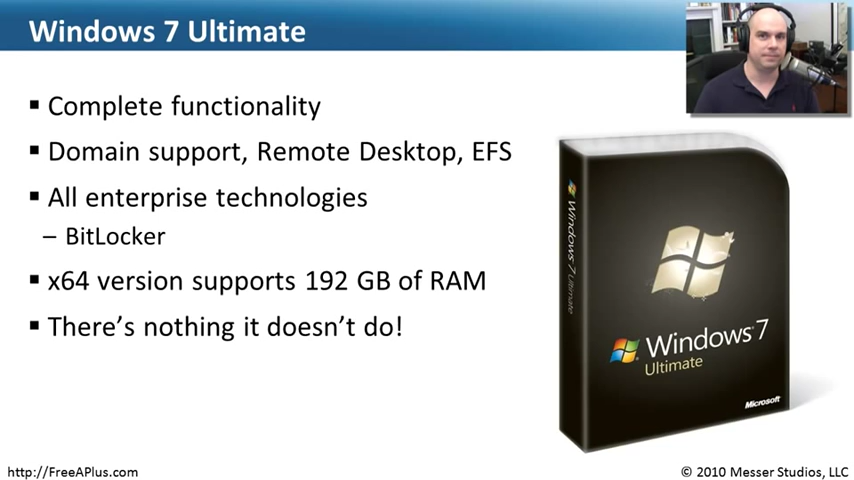 Windows 7 Ultimate
▪ Complete functionality
▪ Domain support, Remote Desktop, EFS
▪ All enterprise technologies
– BitLocker
▪ x64 version supports 192 GB of RAM
▪ There's nothing it doesn't do!
Windows 7 Ultimate
Windows 7
Ultimate
Microsoft
http://FreeAPlus.com
© 2010 Messer Studios, LLC